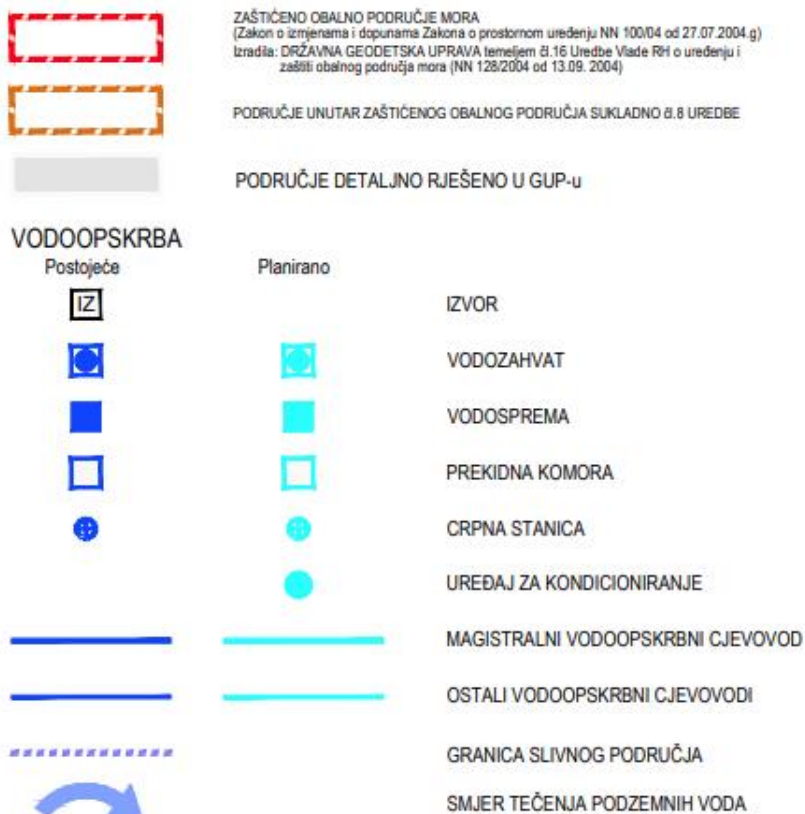 ZAŠTIĆENO OBALNO PODRUČJE MORA
(Zakon o izmjenama i dopunama Zakona o prostornom uređenju NN 100/04 od 27.07.2004.g)
Izradila: DRŽAVNA GEODETSKA UPRAVA temeljem čl.16 Uredbe Vlade RH o uređenju i
zaštiti obalnog područja mora (NN 128/2004 od 13.09. 2004)
PODRUČJE UNUTAR ZAŠTIĆENOG OBALNOG PODRUČJA SUKLADNO čl.8 UREDBE
PODRUČJE DETALJNO RJEŠENO U GUP-u
VODOOPSKRBA
Postojeće Planirano
IZ IZVOR
VODOZAHVAT
VODOSPREMA
PREKIDNA KOMORA
CRPNA STANICA
UREĐAJ ZA KONDICIONIRANJE
MAGISTRALNI VODOOPSKRBNI CJEVOVOD
OSTALI VODOOPSKRBNI CJEVOVODI
GRANICA SLIVNOG PODRUČJA
SMJER TEČENJA PODZEMNIH VODA